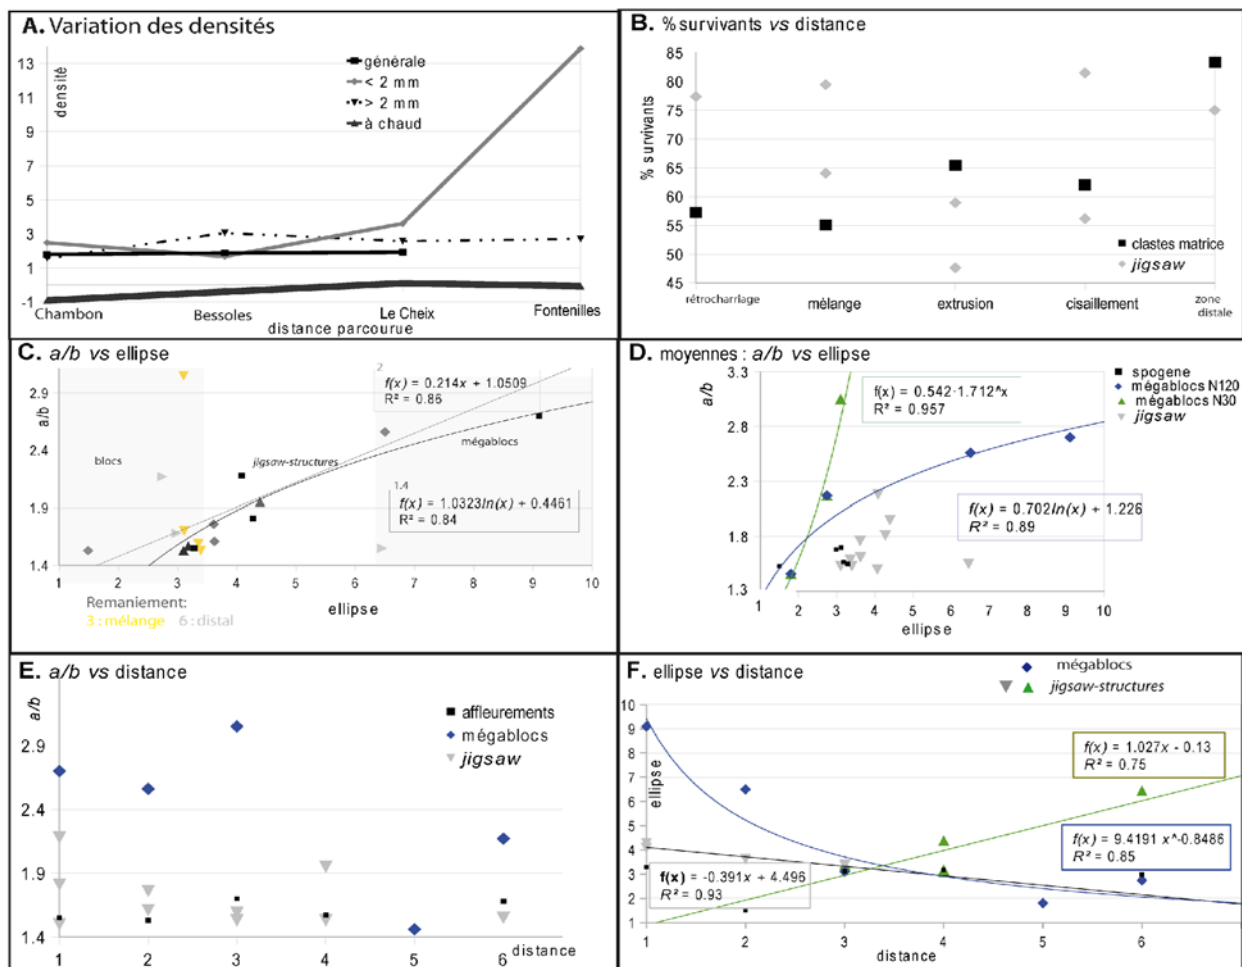 A. Variation des densités
densité
13
11
9
7
5
3
1
-1
générale
< 2 mm
> 2 mm
à chaud
Chambon
Bessoles
Le Cheix
Fontenilles
distance parcourue
B. % survivants vs distance
% survivants
85
80
75
70
65
60
55
50
45
clastes matrice
jigsaw
rétrocharriage
mélange
extrusion
cisaillement
zone
distale
C. a/b vs ellipse
a/b
2.9
2.4
1.9
1.4
2
f(x) = 0.214x + 1.0509
R² = 0.86
blocs
jigsaw-structures
mégablocs
1.4
f(x) = 1.0323ln(x) + 0.4461
R² = 0.84
1 2 3 4 5 6 7 8 9 10
ellipse
Remaniement:
3 : mélange 6 : distal
D. moyennes : a/b vs ellipse
a/b
3.3
2.8
2.3
1.8
1.3
f(x) = 0.542·1.712^x
R² = 0.957
spogene
mégablocs N120
mégablocs N30
jigsaw
f(x) = 0.702ln(x) + 1.226
R² = 0.89
1 2 3 4 5 6 7 8 9 10
ellipse
E. a/b vs distance
a/b
2.9
2.4
1.9
1.4
affleurements
mégablocs
jigsaw
1 2 3 4 5 6
distance
F. ellipse vs distance
mégablocs
jigsaw-structures
ellipse
10
9
8
7
6
5
4
3
2
1
f(x) = 1.027x - 0.13
R² = 0.75
f(x) = 9.4191 x^-0.8486
R² = 0.85
f(x) = -0.391x + 4.496
R² = 0.93
1 2 3 4 5 6
distance